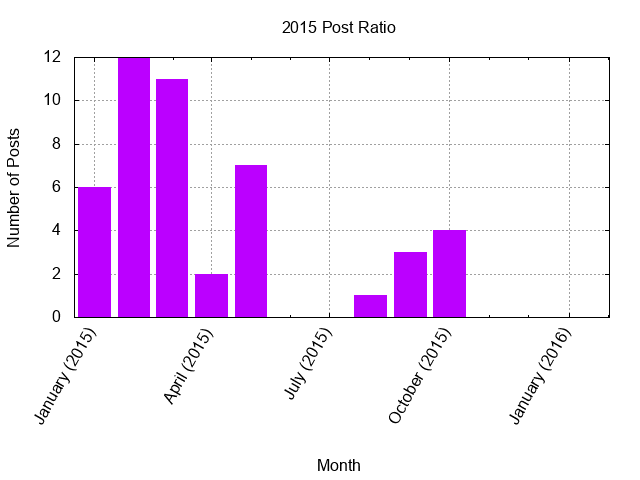 2015 Post Ratio
Number of Posts
12
10
8
6
4
2
0
January (2015)
April (2015)
July (2015)
October (2015)
January (2016)
Month